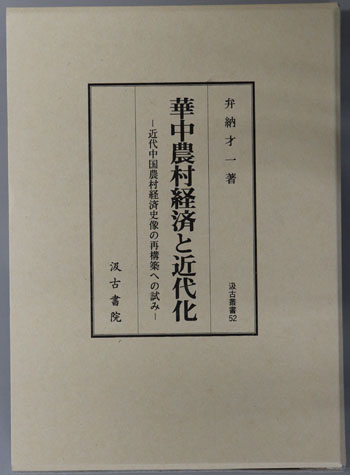 弁納才一著
華中農村経済と近代化
−近代中国農村経済史像の再構築への試み−
汲古書院
汲古叢書52